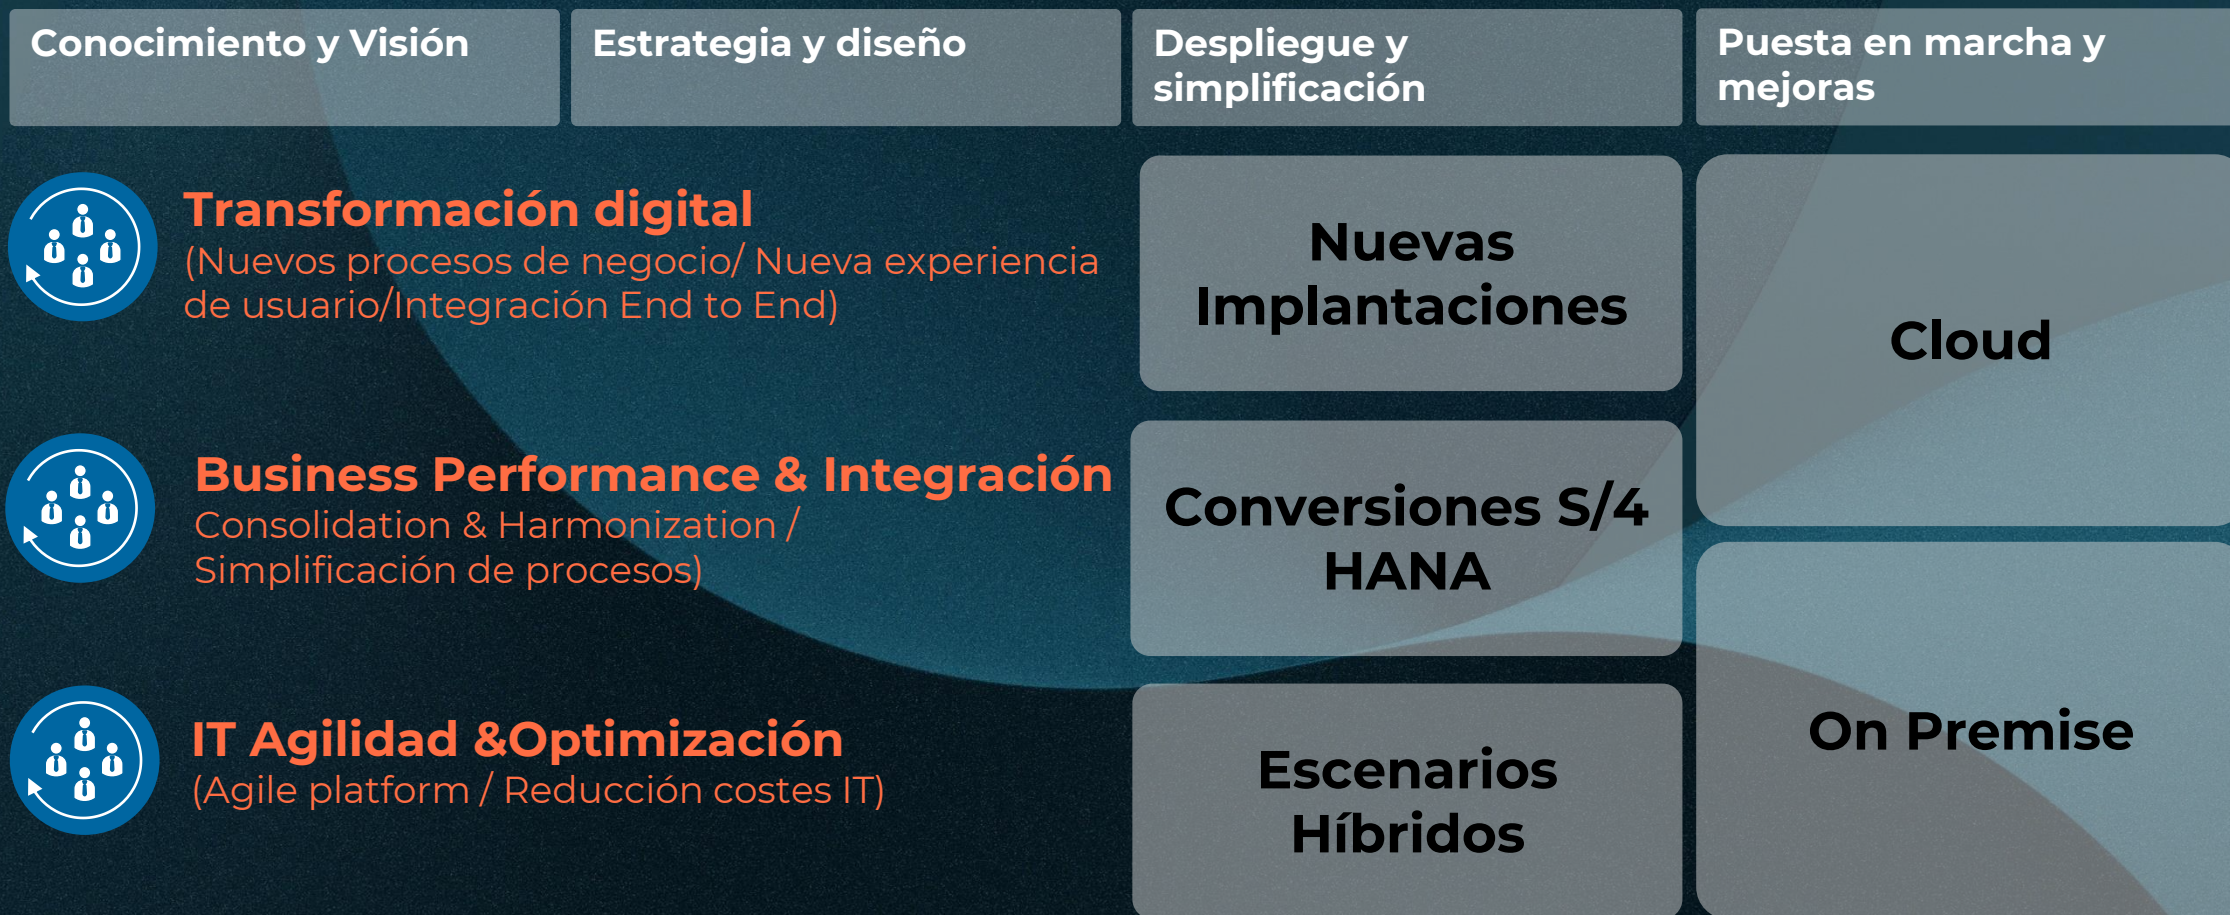 Conocimiento y Visión
Estrategia y diseño
Despliegue y
simplificación
Puesta en marcha y
mejoras
Transformación digital
(Nuevos procesos de negocio/ Nueva experiencia
de usuario/Integración End to End)
Nuevas
Implantaciones
Cloud
Business Performance & Integración
Consolidation & Harmonization /
Simplificación de procesos)
Conversiones S/4
HANA
IT Agilidad &Optimización
(Agile platform / Reducción costes IT)
Escenarios
Híbridos
On Premise